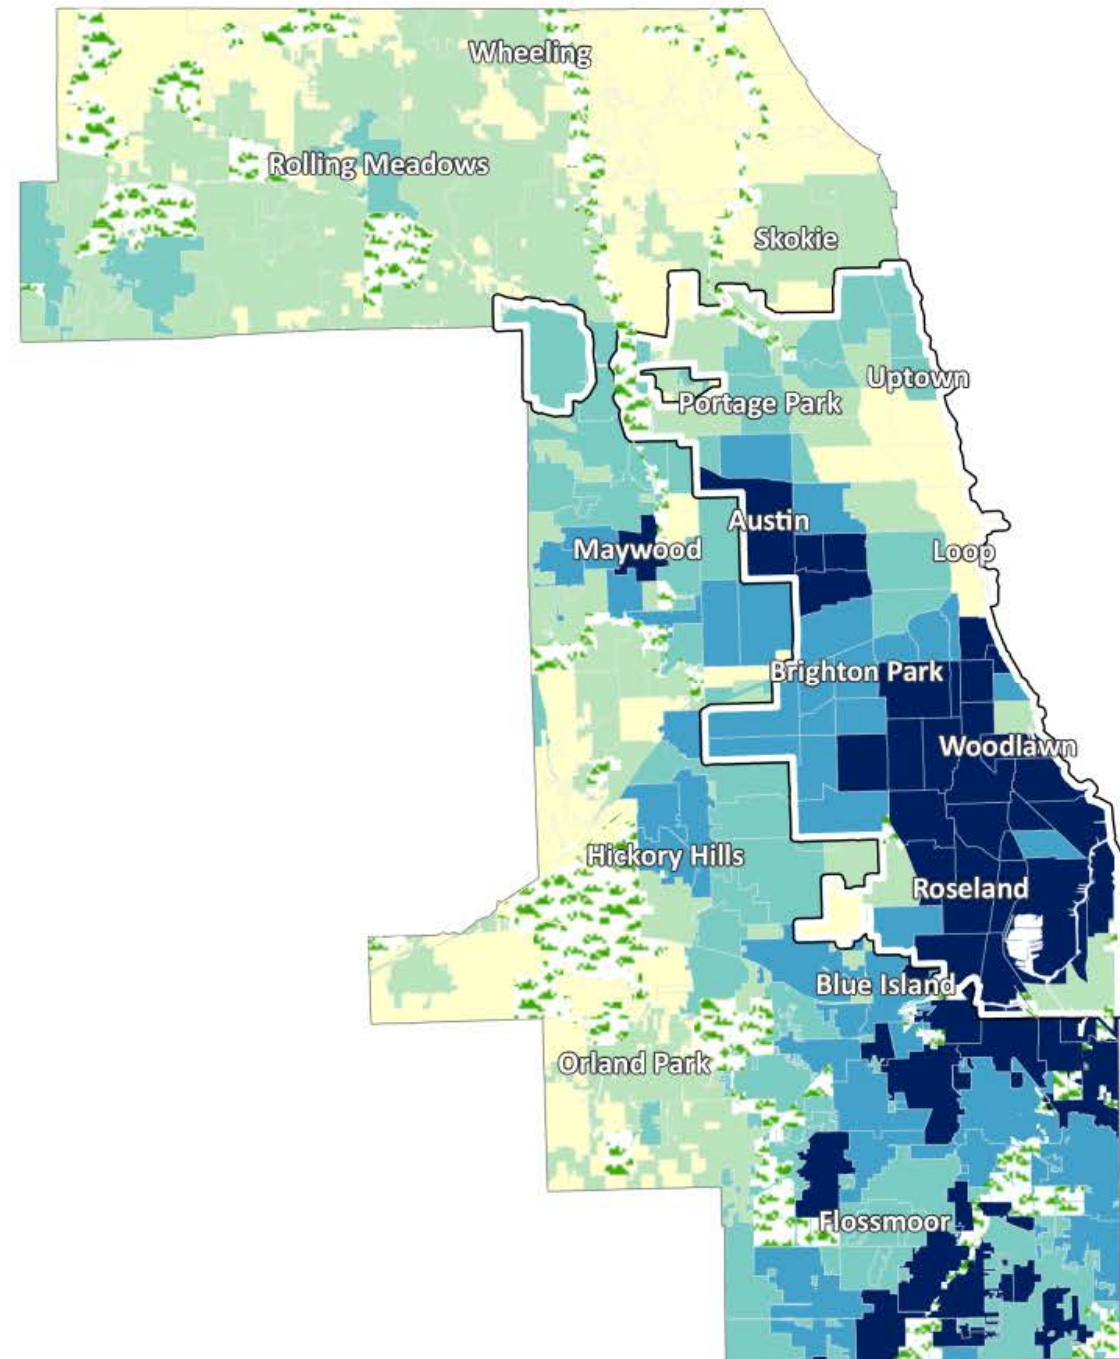 Wheeling
Rolling Meadows
Skokie
Uptown
Portage Park
Austin
Maywood
Loop
Brighton Park
Woodlawn
Hickory Hills
Roseland
Blue Island
Orland Park
Flossmoor